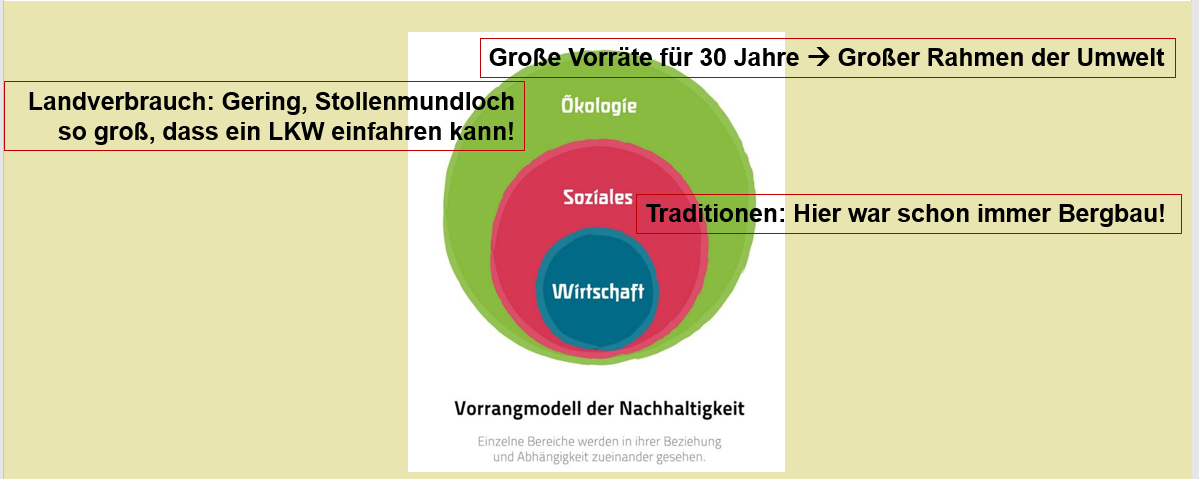 Große Vorräte für 30 Jahre → Großer Rahmen der Umwelt
Landverbrauch: Gering, Stollenmundloch
so groß, dass ein LKW einfahren kann!
Ökologie
Soziales
Traditionen: Hier war schon immer Bergbau!
Wirtschaft
Vorrangmodell der Nachhaltigkeit
Einzelne Bereiche werden in ihrer Beziehung
und Abhängigkeit zueinander gesehen.